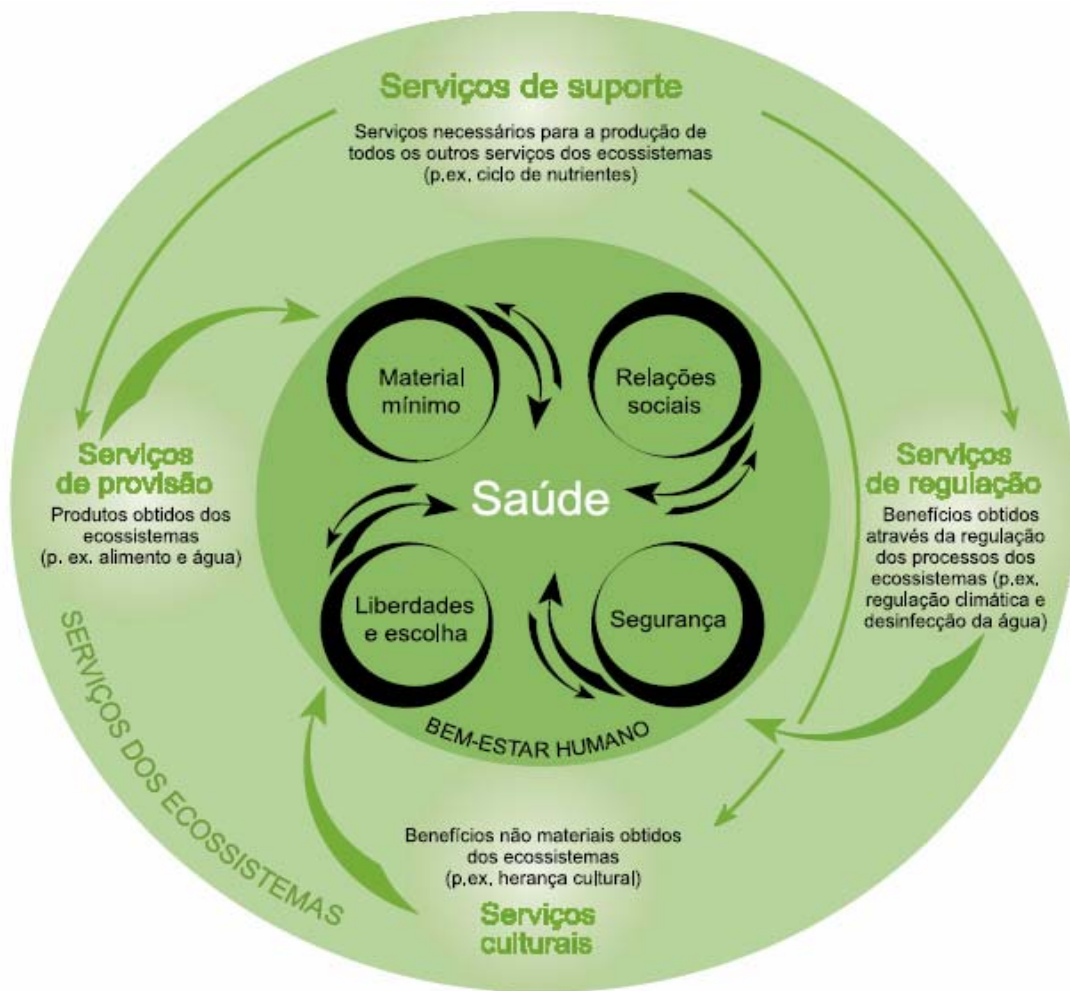 Serviços de suporte
Serviços necessários para a produção de
todos os outros serviços dos ecossistemas
(p.ex, ciclo de nutrientes)
Material
mínimo
Relações
sociais
Serviços
de provisão
Produtos obtidos dos
ecossistemas
(p. ex. alimento e água)
Saúde
Serviços
de regulação
Benefícios obtidos
através da regulação
dos processos dos
ecossistemas (p.ex,
regulação climática e
desinfecção da água)
Liberdades
e escolha
Segurança
BEM-ESTAR HUMANO
SERVIÇOS DOS ECOSSISTEMAS
Benefícios não materiais obtidos
dos ecossistemas
(p,ex, herança cultural)
Serviços
culturais